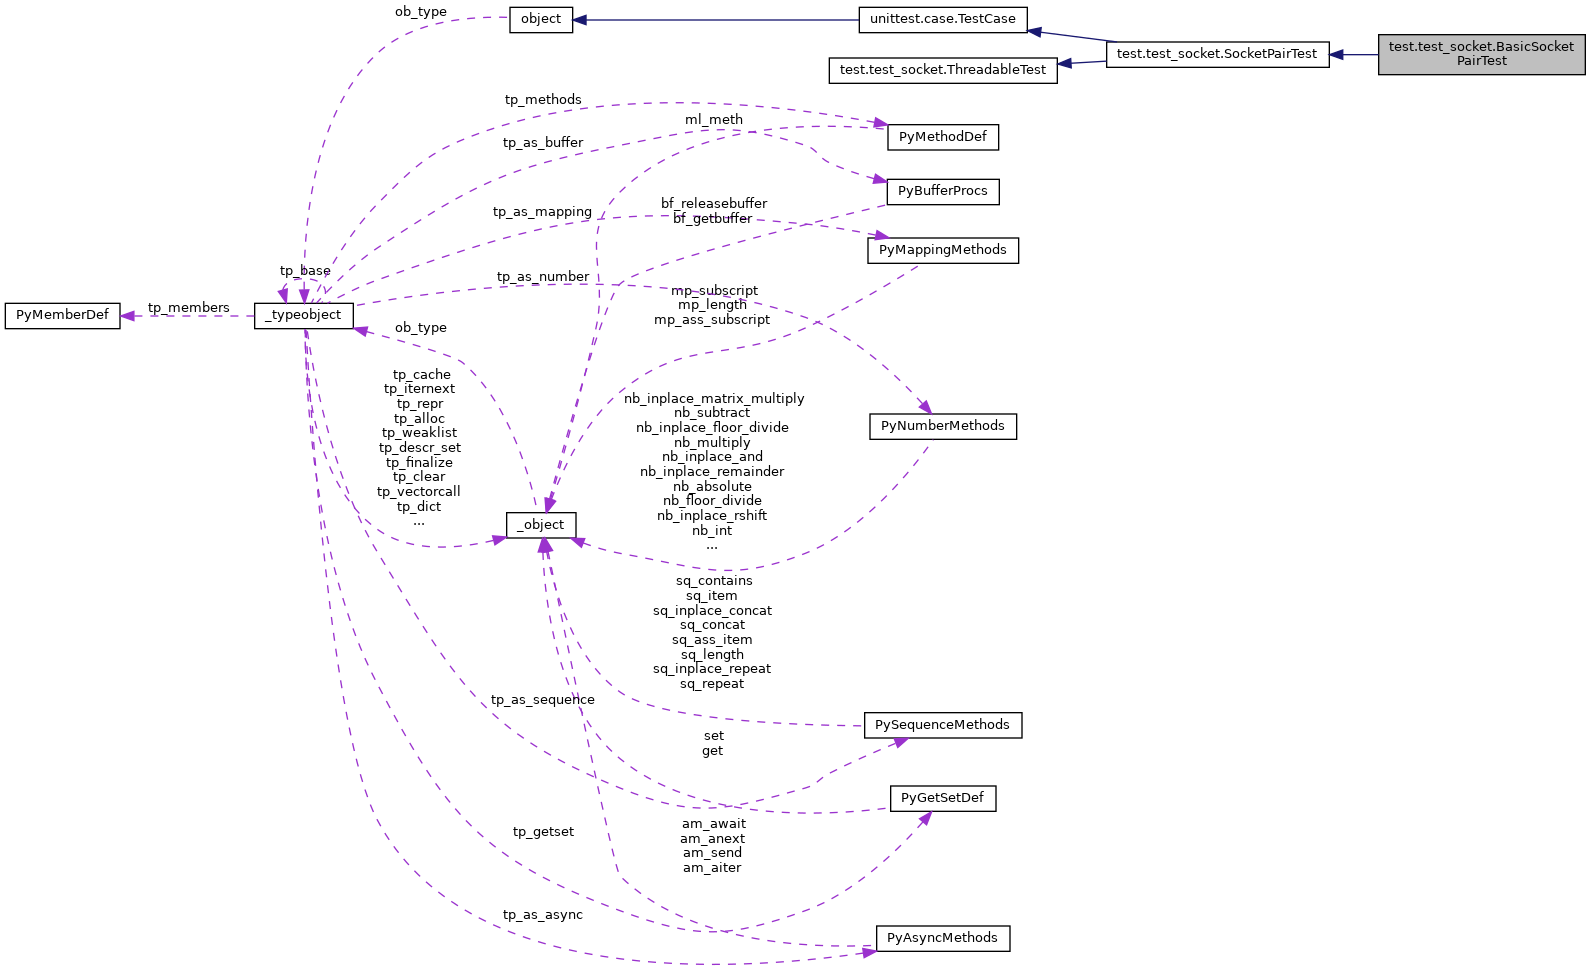 ob_type
object
unittest.case.TestCase
test.test_socket.BasicSocket
PairTest
test.test_socket.SocketPairTest
test.test_socket.ThreadableTest
tp_methods
ml_meth
PyMethodDef
tp_as_buffer
PyBufferProcs
tp_as_mapping
bf_releasebuffer
bf_getbuffer
PyMappingMethods
tp_base
tp_as_number
mp_subscript
mp_length
mp_ass_subscript
PyMemberDef
tp_members
_typeobject
ob_type
tp_cache
tp_iternext
tp_repr
tp_alloc
tp_weaklist
tp_descr_set
tp_finalize
tp_clear
tp_vectorcall
tp_dict
...
nb_inplace_matrix_multiply
nb_subtract
nb_inplace_floor_divide
nb_multiply
nb_inplace_and
nb_inplace_remainder
nb_absolute
nb_floor_divide
nb_inplace_rshift
nb_int
...
PyNumberMethods
_object
sq_contains
sq_item
sq_inplace_concat
sq_concat
sq_ass_item
sq_length
sq_inplace_repeat
sq_repeat
tp_as_sequence
PySequenceMethods
set
get
PyGetSetDef
tp_getset
am_await
am_anext
am_send
am_aiter
tp_as_async
PyAsyncMethods